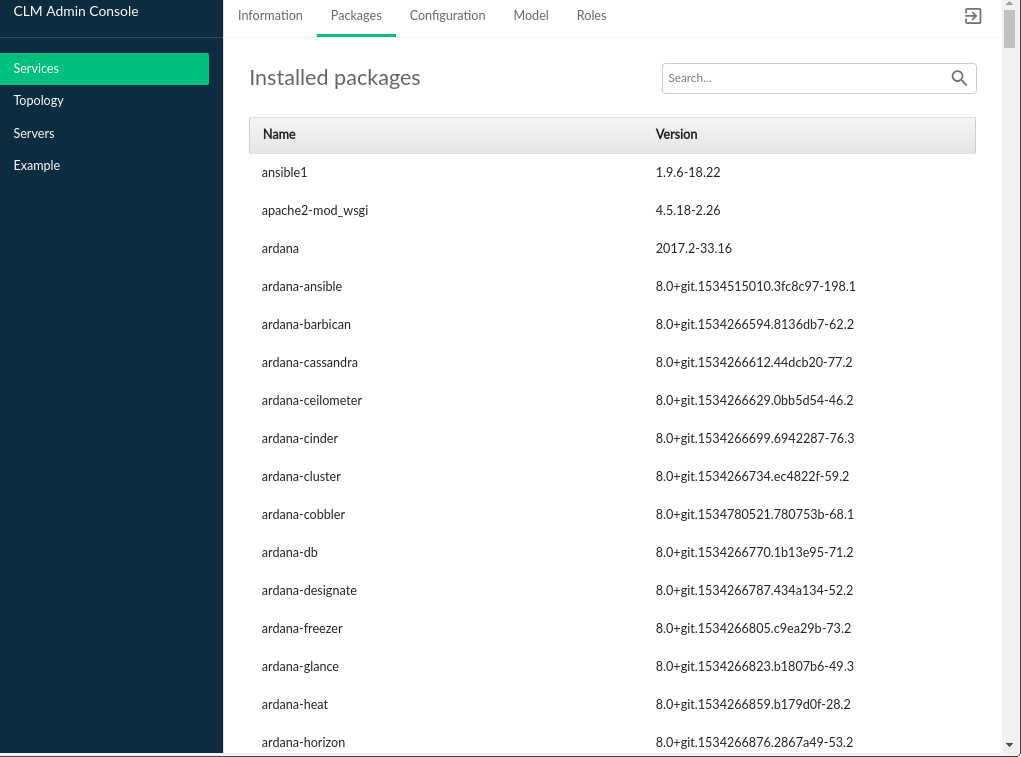 CLM Admin Console
Information Packages Configuration Model Roles
Services
Topology
Servers
Example
Installed packages
Search...
Name Version
ansible1 1.9.6-18.22
apache2-mod_wsgi 4.5.18-2.26
ardana 2017.2-33.16
ardana-ansible 8.0+git.1534515010.3fc8c97-198.1
ardana-barbican 8.0+git.1534266594.8136db7-62.2
ardana-cassandra 8.0+git.1534266612.44dcb20-77.2
ardana-ceilometer 8.0+git.1534266629.0bb5d54-46.2
ardana-cinder 8.0+git.1534266699.6942287-76.3
ardana-cluster 8.0+git.1534266734.ec4822f-59.2
ardana-cobbler 8.0+git.1534780521.780753b-68.1
ardana-db 8.0+git.1534266770.1b13e95-71.2
ardana-designate 8.0+git.1534266787.434a134-52.2
ardana-freezer 8.0+git.1534266805.c9ea29b-73.2
ardana-glance 8.0+git.1534266823.b1807b6-49.3
ardana-heat 8.0+git.1534266859.b179d0f-28.2
ardana-horizon 8.0+git.1534266876.2867a49-53.2